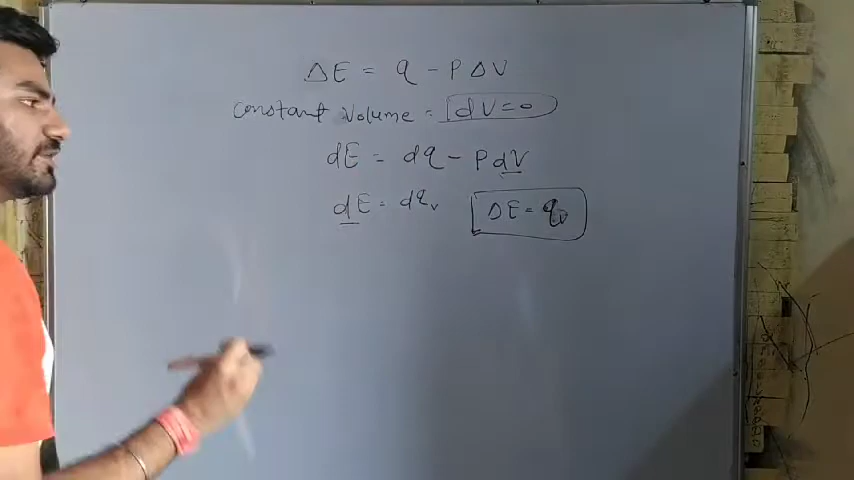 ΔE = q - PΔV
constant volume = dV=0
dE = dq - PdV
dE = dqᵥ ΔE = qᵥ